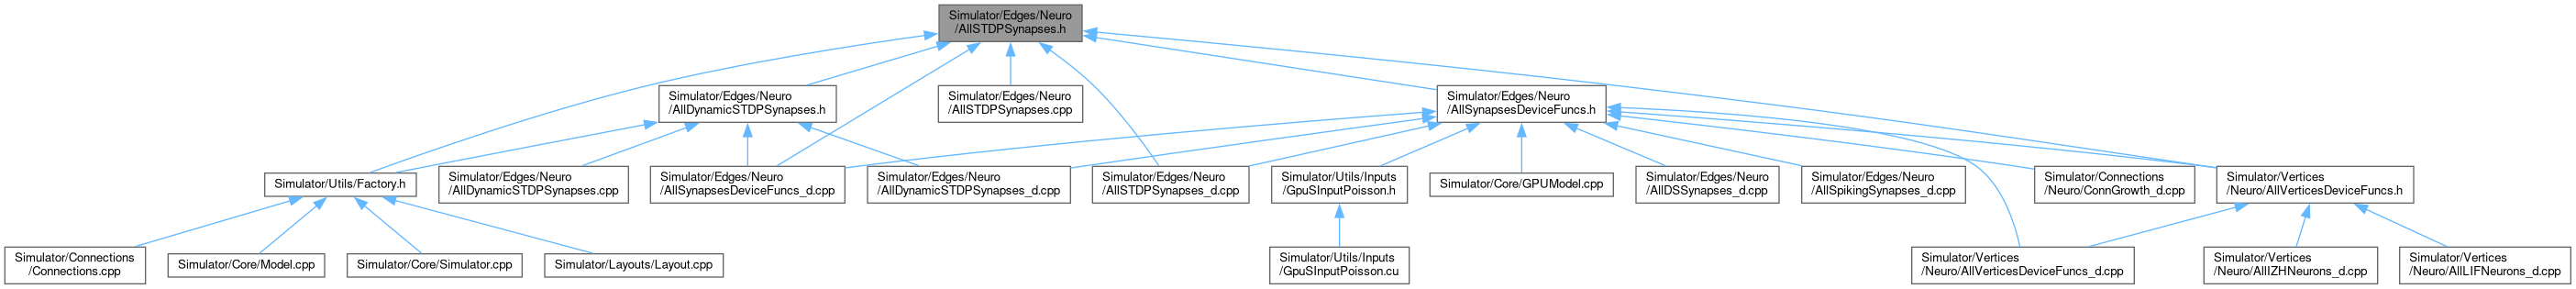 Simulator/Edges/Neuro
/AllSTDPSynapses.h
Simulator/Edges/Neuro
/AllDynamicSTDPSynapses.h
Simulator/Edges/Neuro
/AllSTDPSynapses.cpp
Simulator/Edges/Neuro
/AllSynapsesDeviceFuncs.h
Simulator/Utils/Factory.h
Simulator/Edges/Neuro
/AllDynamicSTDPSynapses.cpp
Simulator/Edges/Neuro
/AllSynapsesDeviceFuncs_d.cpp
Simulator/Edges/Neuro
/AllDynamicSTDPSynapses_d.cpp
Simulator/Edges/Neuro
/AllSTDPSynapses_d.cpp
Simulator/Utils/Inputs
/GpuSInputPoisson.h
Simulator/Core/GPUModel.cpp
Simulator/Edges/Neuro
/AllDSSynapses_d.cpp
Simulator/Edges/Neuro
/AllSpikingSynapses_d.cpp
Simulator/Connections
/Neuro/ConnGrowth_d.cpp
Simulator/Vertices
/Neuro/AllVerticesDeviceFuncs.h
Simulator/Connections
/Connections.cpp
Simulator/Core/Model.cpp
Simulator/Core/Simulator.cpp
Simulator/Layouts/Layout.cpp
Simulator/Utils/Inputs
/GpuSInputPoisson.cu
Simulator/Vertices
/Neuro/AllVerticesDeviceFuncs_d.cpp
Simulator/Vertices
/Neuro/AllIZHNeurons_d.cpp
Simulator/Vertices
/Neuro/AllLIFNeurons_d.cpp